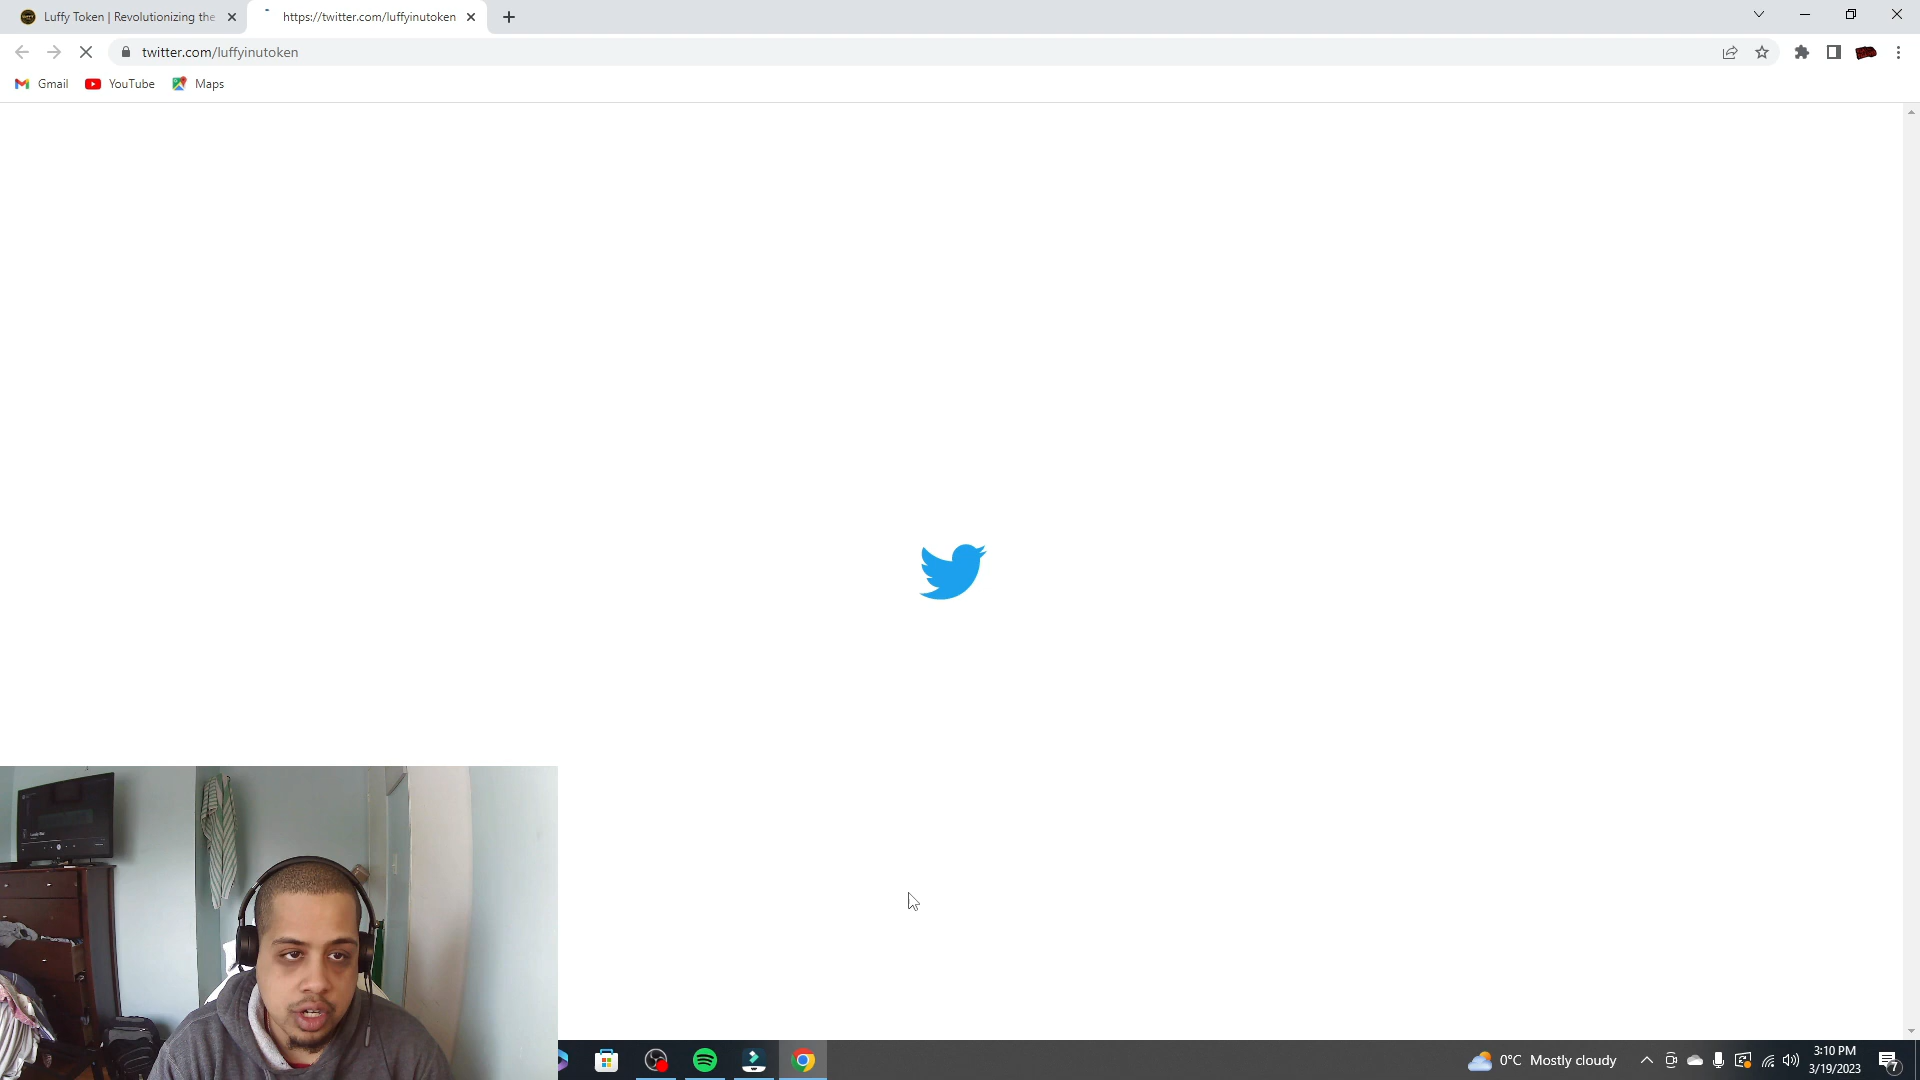 Luffy Token | Revolutionizing the
https://twitter.com/luffyinutoken
twitter.com/luffyinutoken
Gmail
YouTube
Maps
0°C Mostly cloudy
3:10 PM
3/19/2023
7